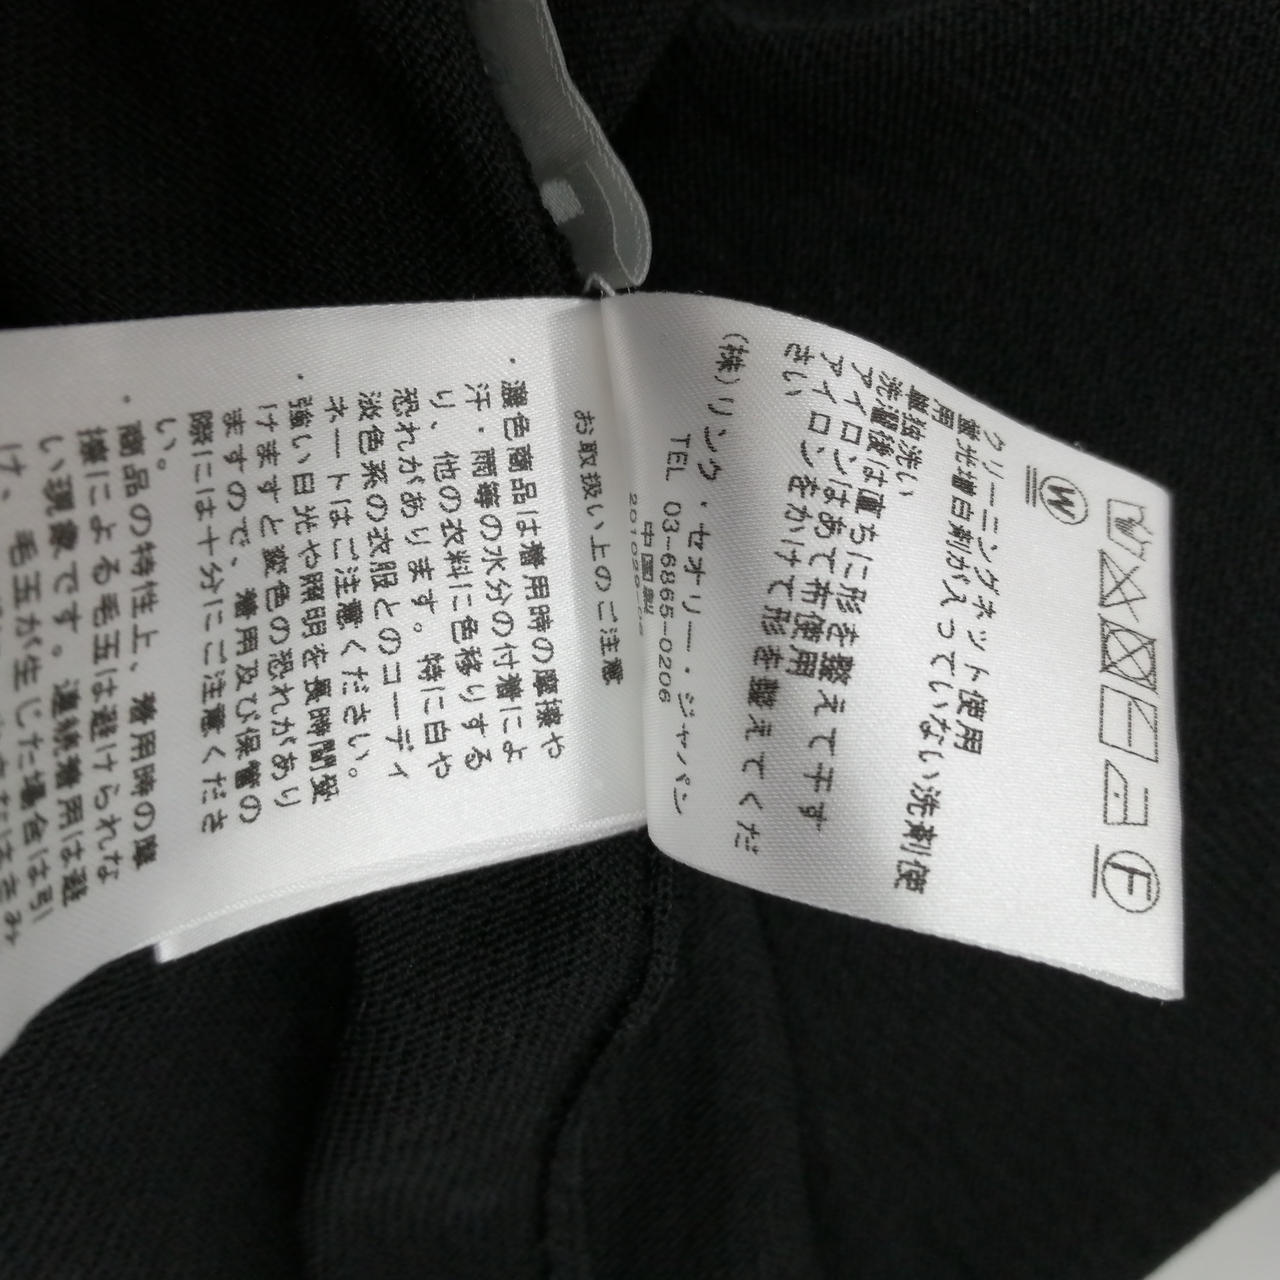 F
W
クリーニングネット使用
蛍光増白剤が入っていない洗剤使
用
単独洗い
洗濯後は直ちに形を整えて干す
アイロンはあて布使用
アイロンをかけて形を整えてくだ
さい
(株)リンク・セオリー・ジャパン
TEL 03-6865-0206
中国製
お取扱い上のご注意
・濃色商品は着用時の摩擦や
汗・雨等の水分の付着によ
り、他の衣料に色移りする
恐れがあります。特に白や
淡色系の衣服とのコーディ
ネートはご注意ください。
・強い日光や照明を長時間受
けますと変色の恐れがあり
ますので、着用及び保管の
際には十分にご注意くださ
い。
・商品の特性上、着用時の摩
擦による毛玉は避けられな
い現象です。連続着用は避
け、毛玉が生じた場合は引